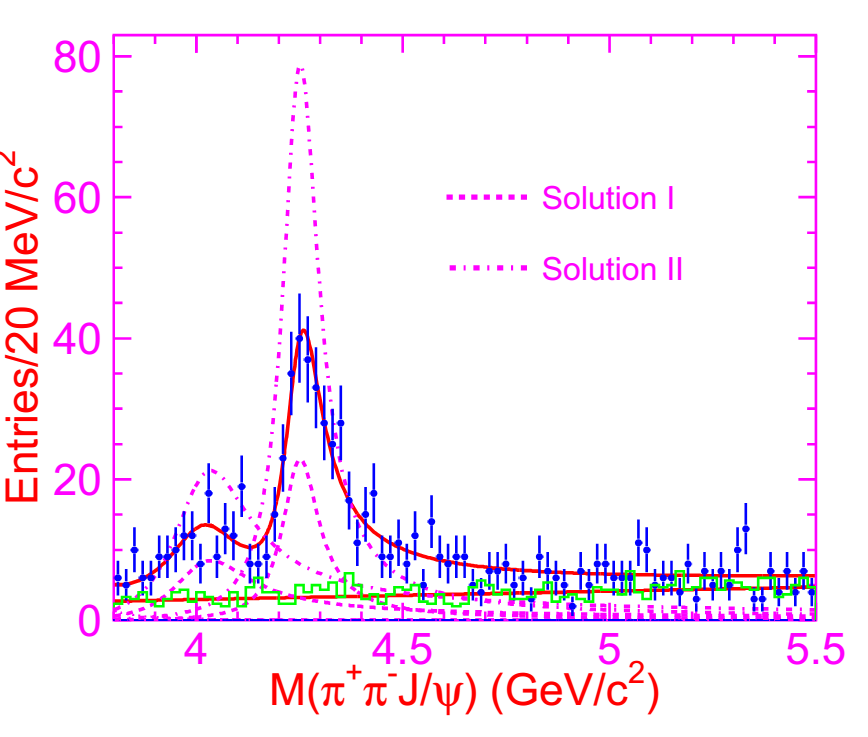 80
60
40
20
0
Entries/20 MeV/c²
Solution I
Solution II
4
4.5
5
5.5
M(π⁺π⁻J/ψ) (GeV/c²)